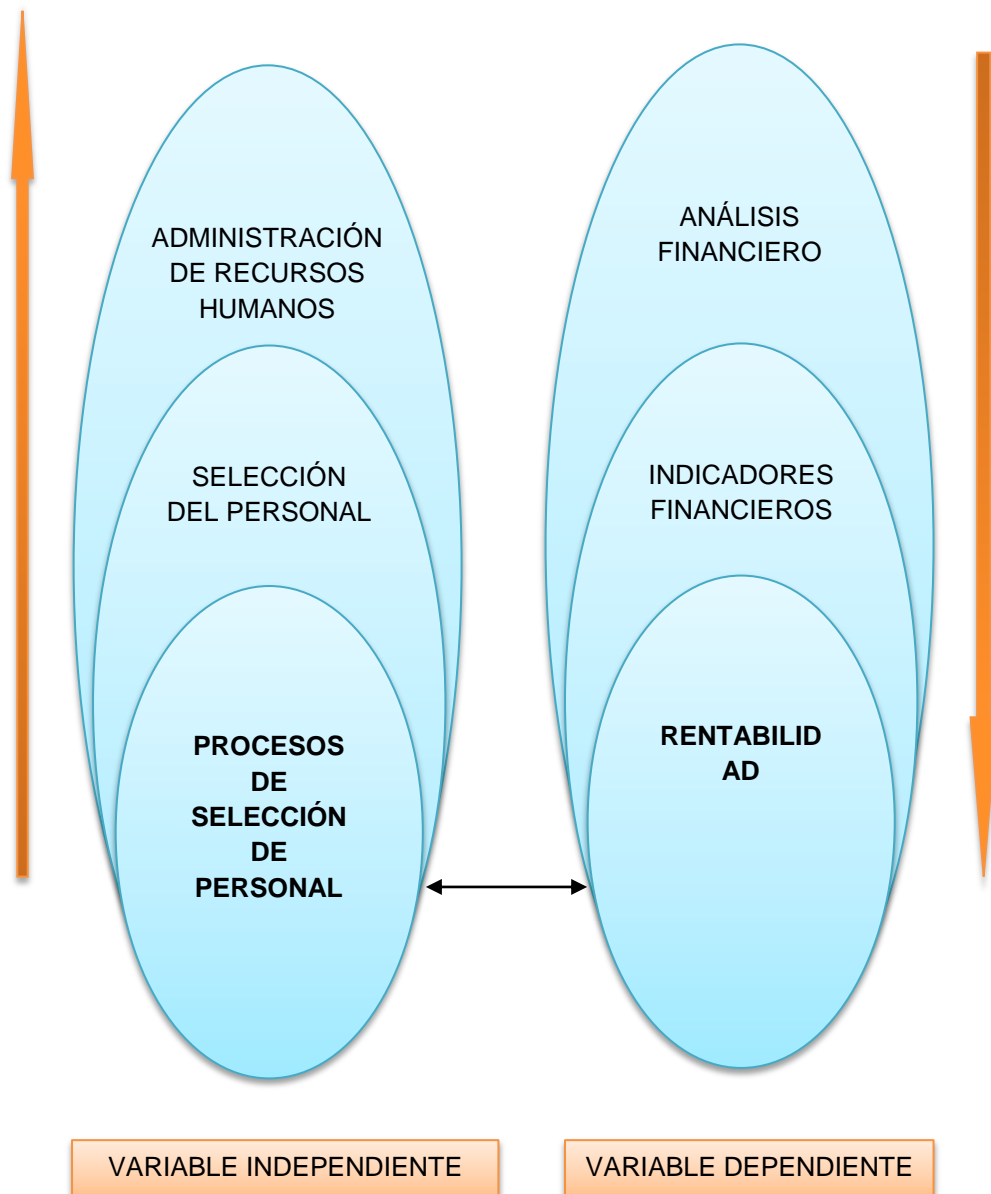 ADMINISTRACIÓN
DE RECURSOS
HUMANOS
SELECCIÓN
DEL PERSONAL
PROCESOS
DE
SELECCIÓN
DE
PERSONAL
ANÁLISIS
FINANCIERO
INDICADORES
FINANCIEROS
RENTABILID
AD
VARIABLE INDEPENDIENTE
VARIABLE DEPENDIENTE